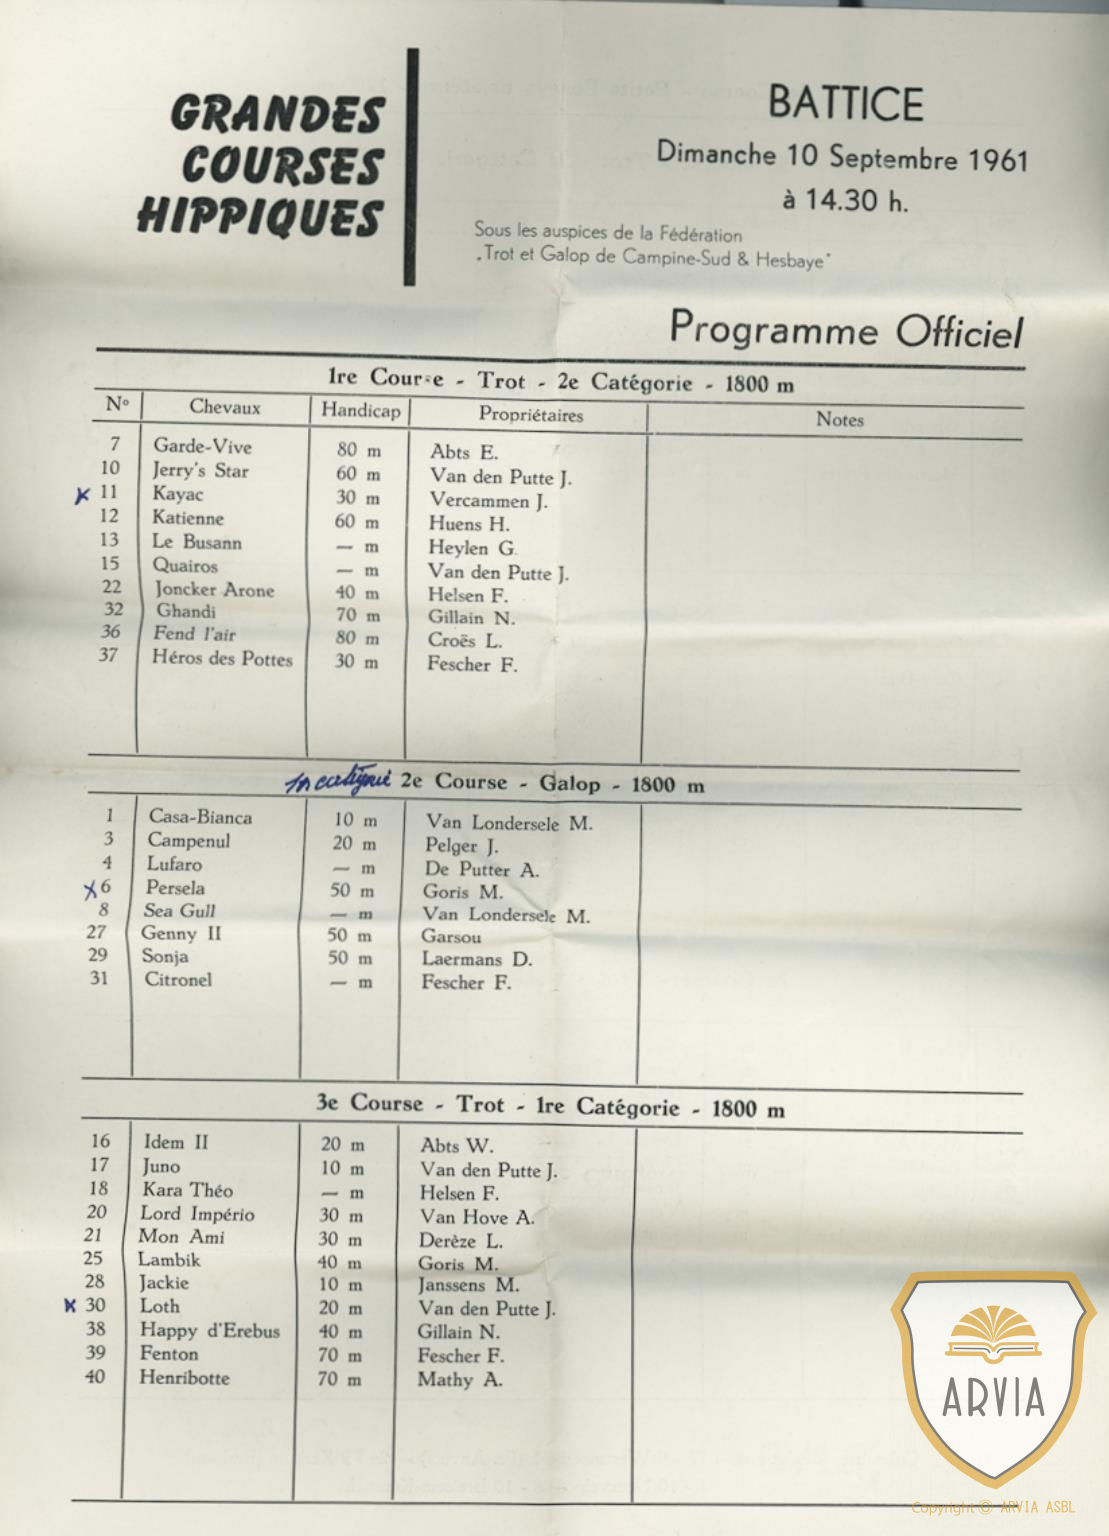 GRANDES
COURSES
HIPPIQUES
BATTICE
Dimanche 10 Septembre 1961
à 14.30 h.
Sous les auspices de la Fédération
„Trot et Galop de Campine-Sud & Hesbaye"
Programme Officiel
1re Course - Trot - 2e Catégorie - 1800 m
No Chevaux Handicap Propriétaires Notes
7 Garde-Vive 80 m Abts E.
10 Jerry's Star 60 m Van den Putte J.
x 11 Kayac 30 m Vercammen J.
12 Katienne 60 m Huens H.
13 Le Busann — m Heylen G.
15 Quairos — m Van den Putte J.
22 Joncker Arone 40 m Helsen F.
32 Ghandi 70 m Gillain N.
36 Fend l'air 80 m Croës L.
37 Héros des Pottes 30 m Fescher F.
2e Course - Galop - 1800 m
1 Casa-Bianca 10 m Van Londersele M.
3 Campenul 20 m Pelger J.
4 Lufaro — m De Putter A.
x 6 Persela 50 m Goris M.
8 Sea Gull — m Van Londersele M.
27 Genny II 50 m Garsou
29 Sonja 50 m Laermans D.
31 Citronel — m Fescher F.
3e Course - Trot - 1re Catégorie - 1800 m
16 Idem II 20 m Abts W.
17 Juno 10 m Van den Putte J.
18 Kara Théo — m Helsen F.
20 Lord Império 30 m Van Hove A.
21 Mon Ami 30 m Derèze L.
25 Lambik 40 m Goris M.
28 Jackie 10 m Janssens M.
x 30 Loth 20 m Van den Putte J.
38 Happy d'Erebus 40 m Gillain N.
39 Fenton 70 m Fescher F.
40 Henribotte 70 m Mathy A.
ARVIA
Copyright © ARVIA ASBL